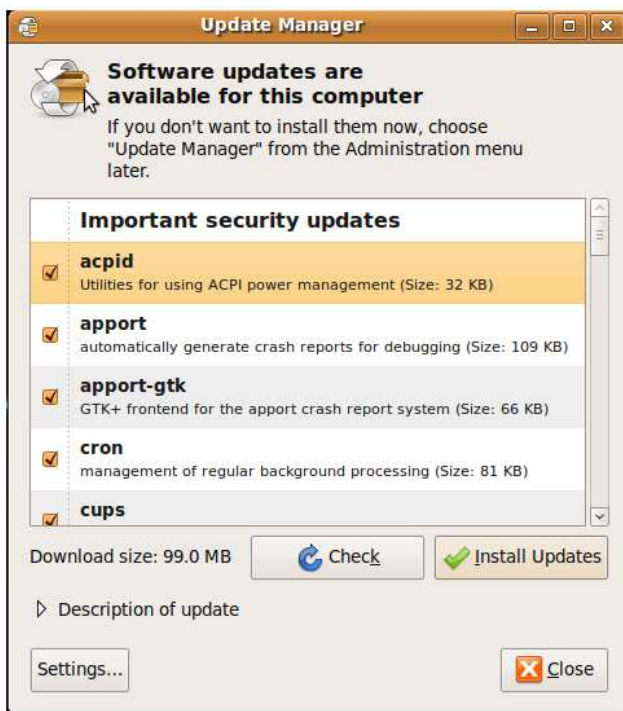 Update Manager
Software updates are
available for this computer
If you don't want to install them now, choose
"Update Manager" from the Administration menu
later.
Important security updates
acpid
Utilities for using ACPI power management (Size: 32 KB)
apport
automatically generate crash reports for debugging (Size: 109 KB)
apport-gtk
GTK+ frontend for the apport crash report system (Size: 66 KB)
cron
management of regular background processing (Size: 81 KB)
cups
Download size: 99.0 MB
Check
Install Updates
Description of update
Settings...
Close